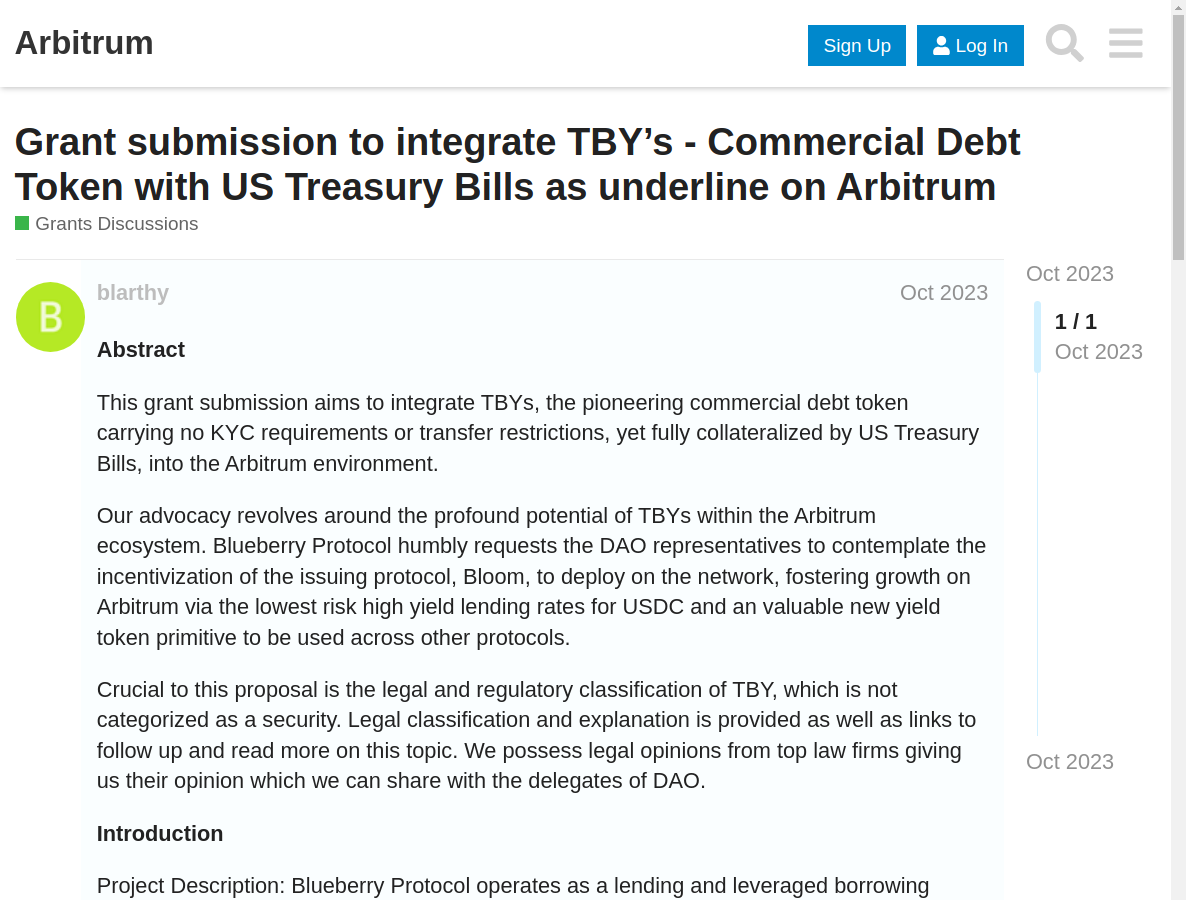 Arbitrum
Sign Up
Log In
Grant submission to integrate TBY’s - Commercial Debt
Token with US Treasury Bills as underline on Arbitrum
Grants Discussions
B
blarthy
Oct 2023
Abstract
This grant submission aims to integrate TBYs, the pioneering commercial debt token
carrying no KYC requirements or transfer restrictions, yet fully collateralized by US Treasury
Bills, into the Arbitrum environment.
Our advocacy revolves around the profound potential of TBYs within the Arbitrum
ecosystem. Blueberry Protocol humbly requests the DAO representatives to contemplate the
incentivization of the issuing protocol, Bloom, to deploy on the network, fostering growth on
Arbitrum via the lowest risk high yield lending rates for USDC and an valuable new yield
token primitive to be used across other protocols.
Crucial to this proposal is the legal and regulatory classification of TBY, which is not
categorized as a security. Legal classification and explanation is provided as well as links to
follow up and read more on this topic. We possess legal opinions from top law firms giving
us their opinion which we can share with the delegates of DAO.
Introduction
Project Description: Blueberry Protocol operates as a lending and leveraged borrowing
Oct 2023
1 / 1
Oct 2023
Oct 2023